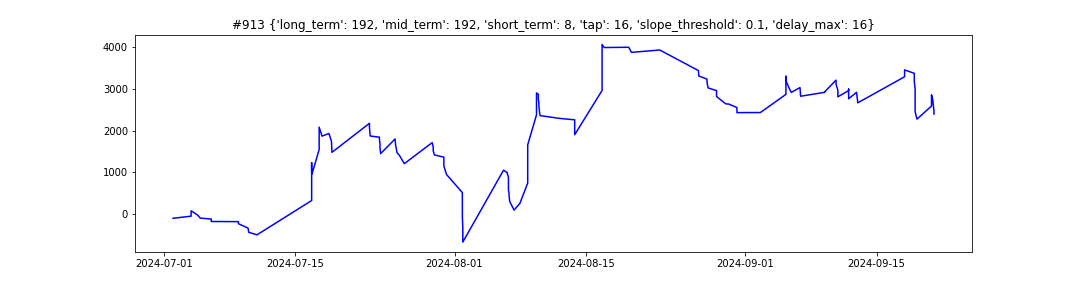 #913 {'long_term': 192, 'mid_term': 192, 'short_term': 8, 'tap': 16, 'slope_threshold': 0.1, 'delay_max': 16}
4000
3000
2000
1000
0
2024-07-01 2024-07-15 2024-08-01 2024-08-15 2024-09-01 2024-09-15